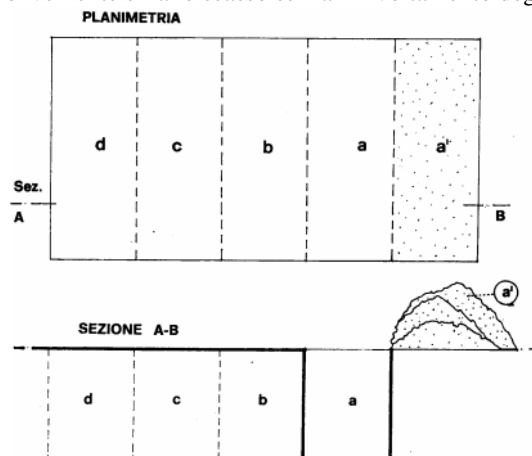 PLANIMETRIA
d c b a a'
Sez.
A B
a'
SEZIONE A-B
d c b a